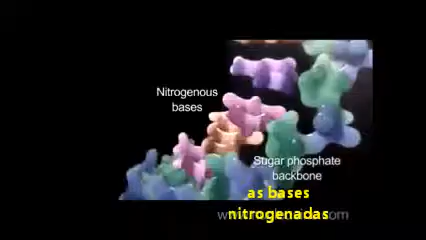 Nitrogenous
bases
Sugar phosphate
backbone
as bases
nitrogenadas